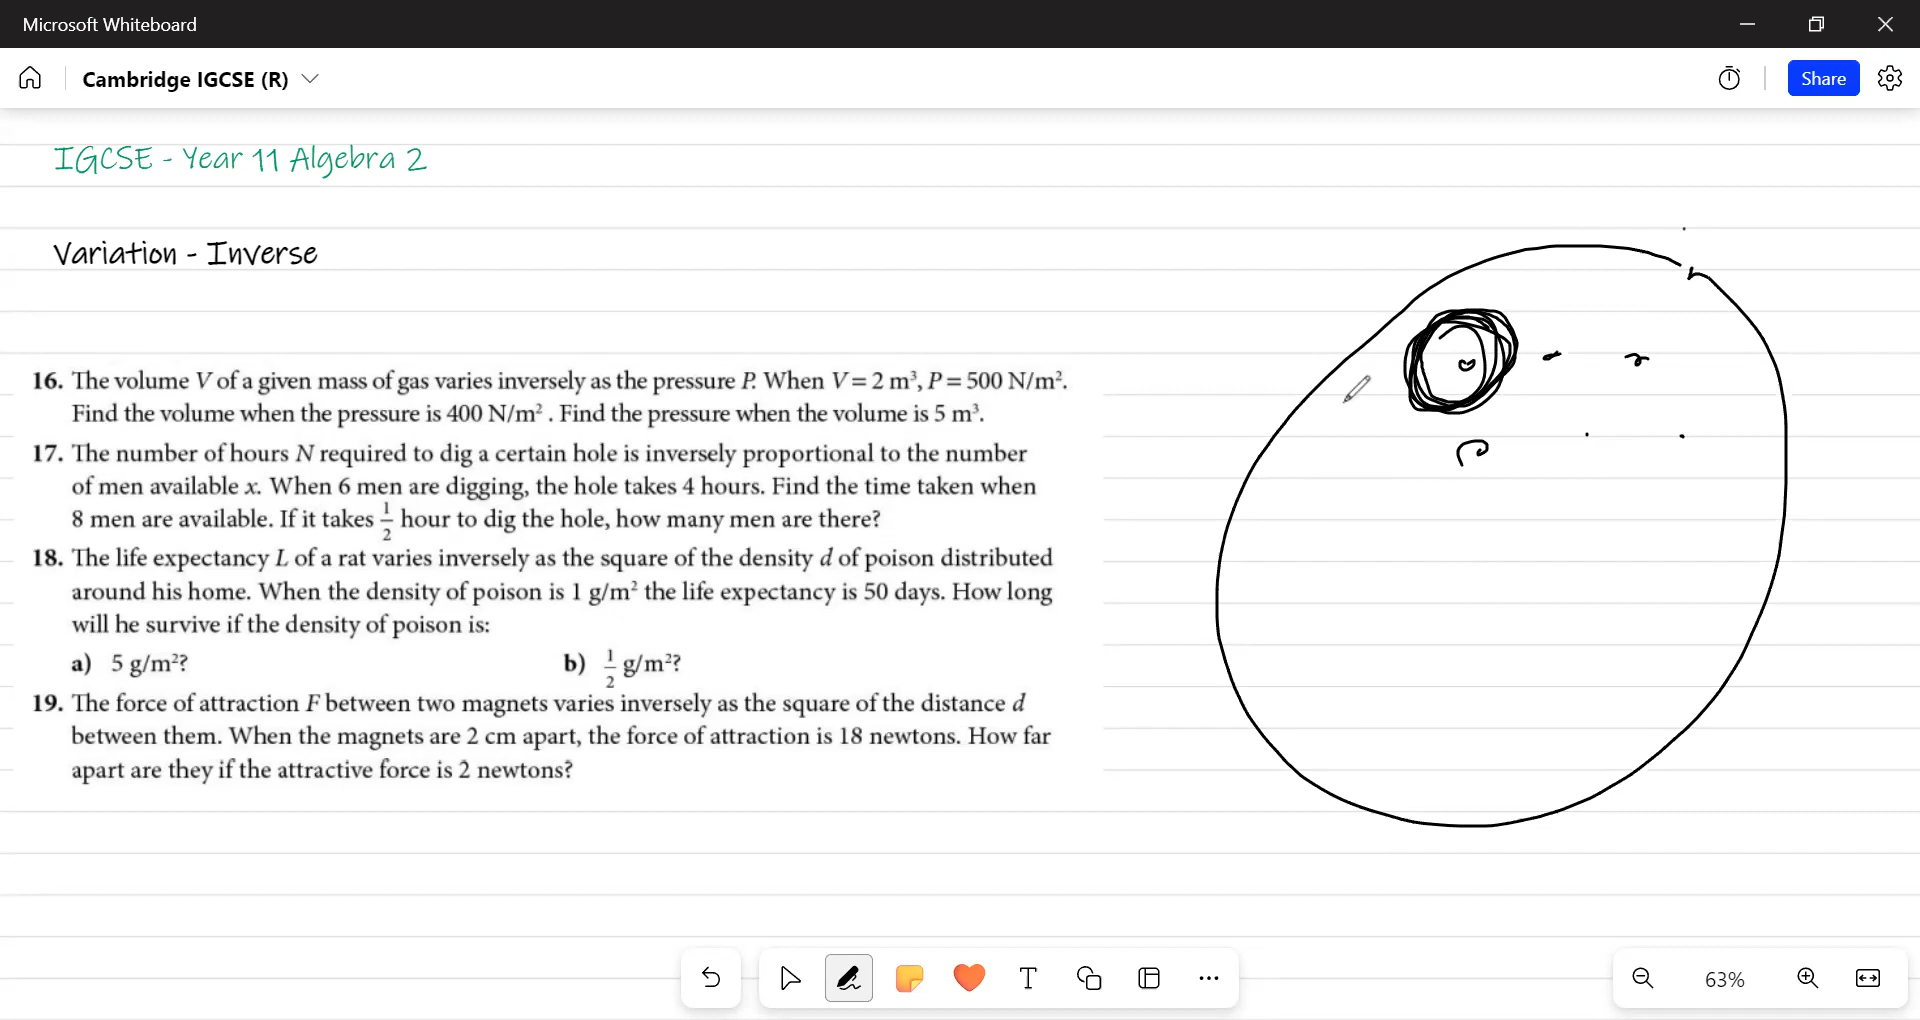 Microsoft Whiteboard
Cambridge IGCSE (R)
Share
IGCSE - Year 11 Algebra 2
Variation - Inverse
16. The volume V of a given mass of gas varies inversely as the pressure P. When V = 2 m³, P = 500 N/m².
Find the volume when the pressure is 400 N/m² . Find the pressure when the volume is 5 m³.
17. The number of hours N required to dig a certain hole is inversely proportional to the number
of men available x. When 6 men are digging, the hole takes 4 hours. Find the time taken when
8 men are available. If it takes 1/2 hour to dig the hole, how many men are there?
18. The life expectancy L of a rat varies inversely as the square of the density d of poison distributed
around his home. When the density of poison is 1 g/m² the life expectancy is 50 days. How long
will he survive if the density of poison is:
a) 5 g/m²? b) 1/2 g/m²?
19. The force of attraction F between two magnets varies inversely as the square of the distance d
between them. When the magnets are 2 cm apart, the force of attraction is 18 newtons. How far
apart are they if the attractive force is 2 newtons?
63%